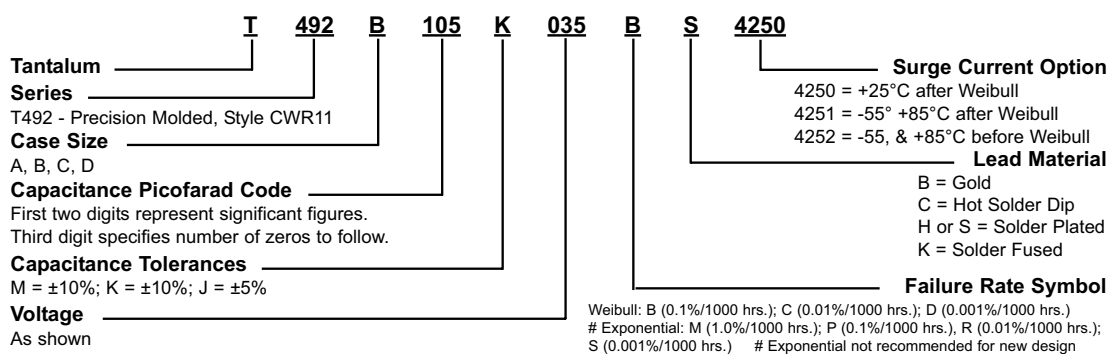 T 492 B 105 K 035 B S 4250
Tantalum
Series
T492 - Precision Molded, Style CWR11
Case Size
A, B, C, D
Capacitance Picofarad Code
First two digits represent significant figures.
Third digit specifies number of zeros to follow.
Capacitance Tolerances
M = ±10%; K = ±10%; J = ±5%
Voltage
As shown
Surge Current Option
4250 = +25°C after Weibull
4251 = -55° +85°C after Weibull
4252 = -55, & +85°C before Weibull
Lead Material
B = Gold
C = Hot Solder Dip
H or S = Solder Plated
K = Solder Fused
Failure Rate Symbol
Weibull: B (0.1%/1000 hrs.); C (0.01%/1000 hrs.); D (0.001%/1000 hrs.)
# Exponential: M (1.0%/1000 hrs.); P (0.1%/1000 hrs.), R (0.01%/1000 hrs.);
S (0.001%/1000 hrs.) # Exponential not recommended for new design